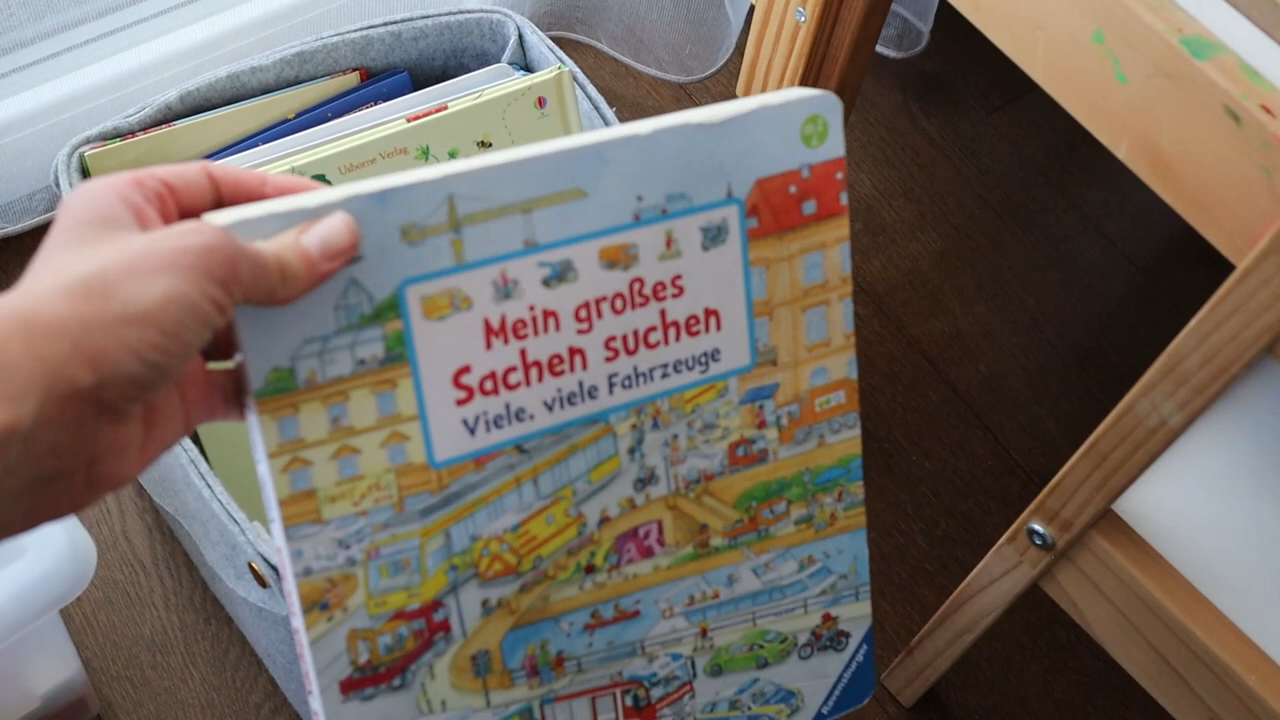 Usborne Verlag
Mein großes
Sachen suchen
Viele, viele Fahrzeuge
Ravensburger